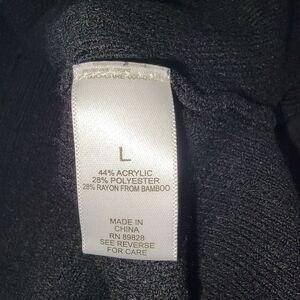 L
44% ACRYLIC
28% POLYESTER
28% RAYON FROM BAMBOO
MADE IN
CHINA
RN 89828
SEE REVERSE
FOR CARE